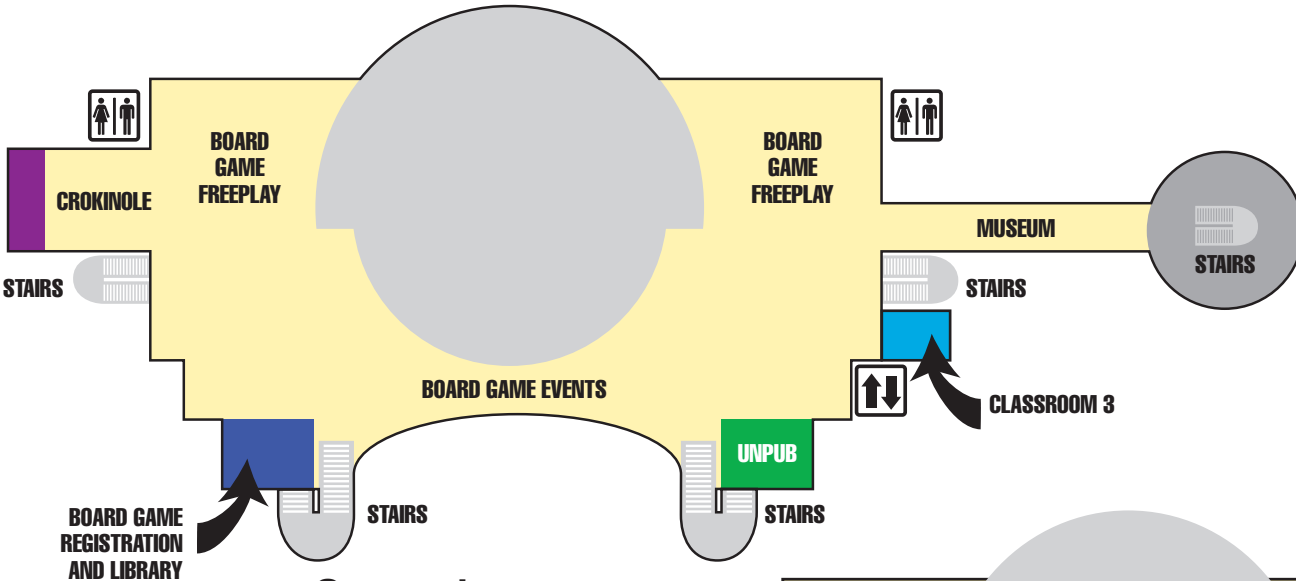 BOARD
GAME
FREEPLAY
BOARD
GAME
FREEPLAY
CROKINOLE
MUSEUM
STAIRS
STAIRS
STAIRS
BOARD GAME EVENTS
CLASSROOM 3
UNPUB
STAIRS
STAIRS
BOARD GAME
REGISTRATION
AND LIBRARY